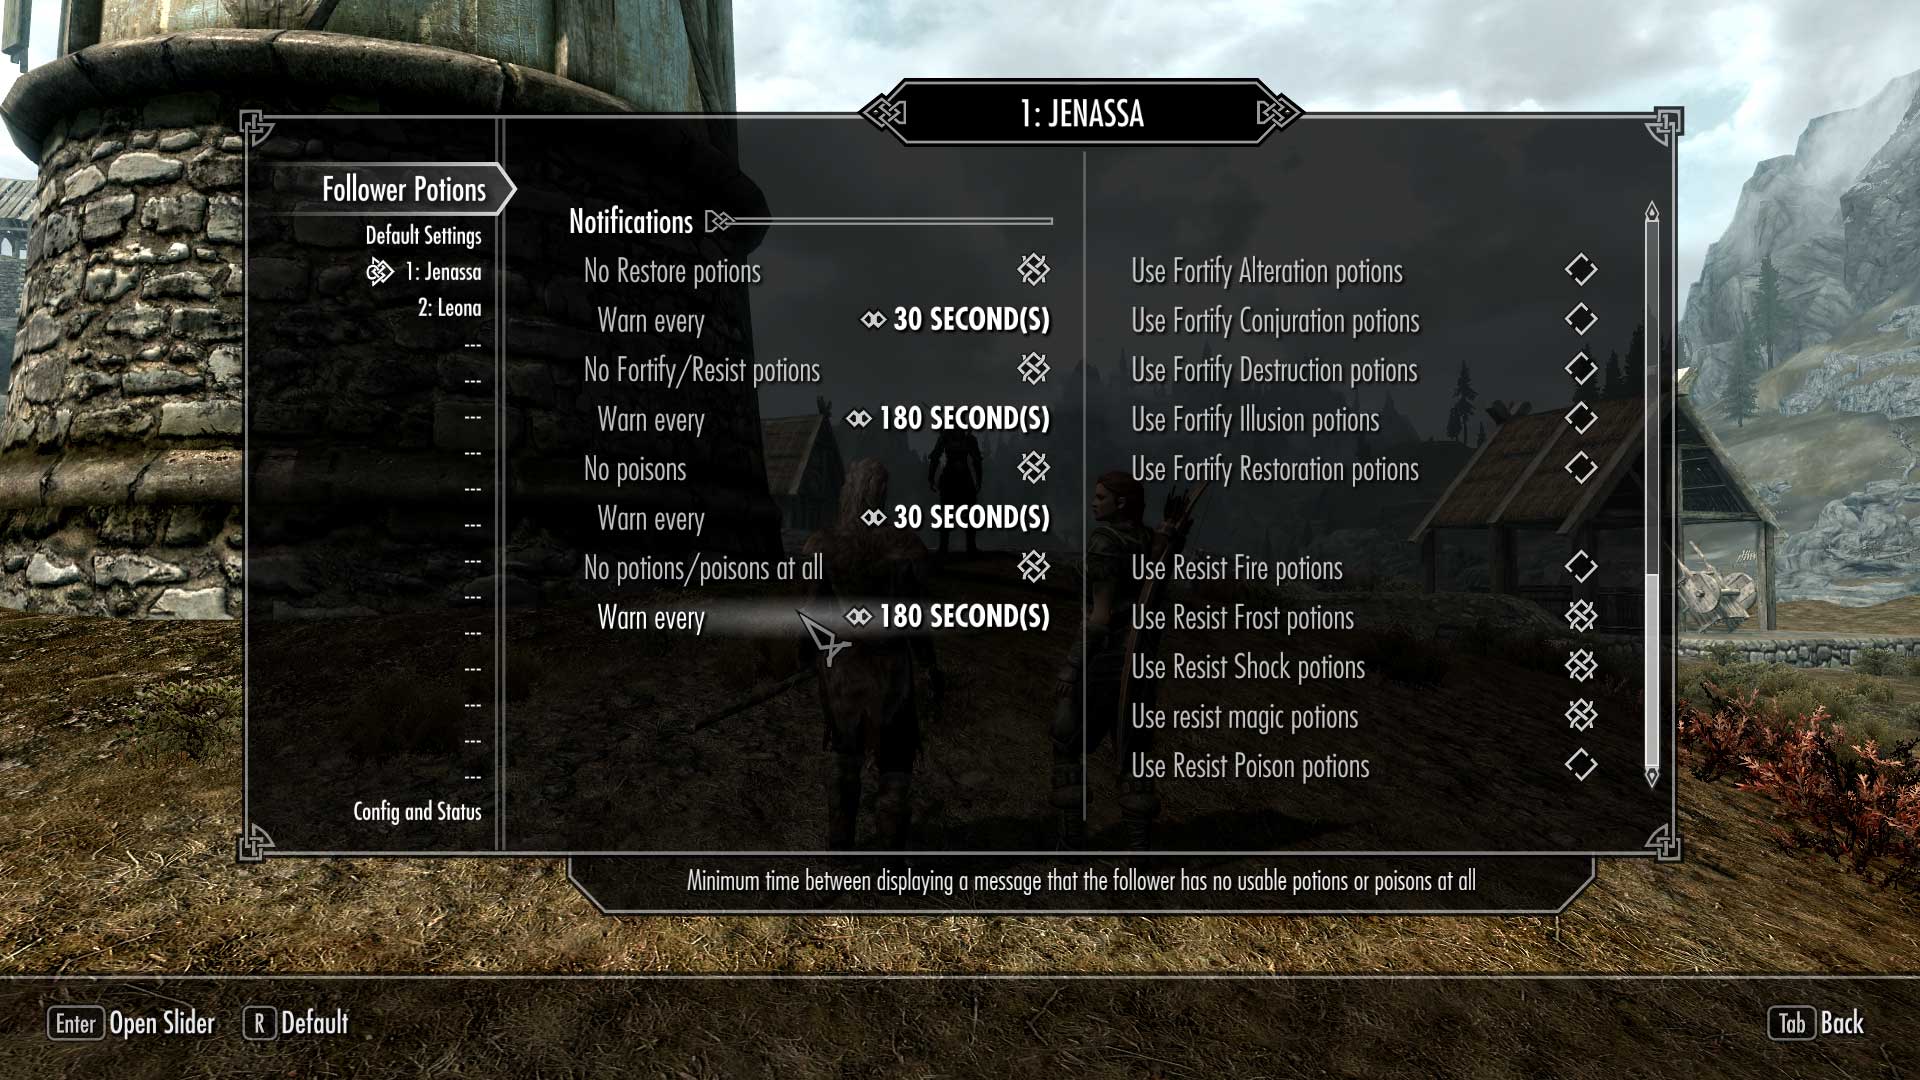 1: JENASSA
Follower Potions
Default Settings
1: Jenassa
2: Leona
---
---
---
---
---
---
---
---
---
---
---
---
---
Config and Status
Notifications
No Restore potions
Warn every 30 SECOND(S)
No Fortify/Resist potions
Warn every 180 SECOND(S)
No poisons
Warn every 30 SECOND(S)
No potions/poisons at all
Warn every 180 SECOND(S)
Use Fortify Alteration potions
Use Fortify Conjuration potions
Use Fortify Destruction potions
Use Fortify Illusion potions
Use Fortify Restoration potions
Use Resist Fire potions
Use Resist Frost potions
Use Resist Shock potions
Use resist magic potions
Use Resist Poison potions
Minimum time between displaying a message that the follower has no usable potions or poisons at all
Enter Open Slider R Default Tab Back